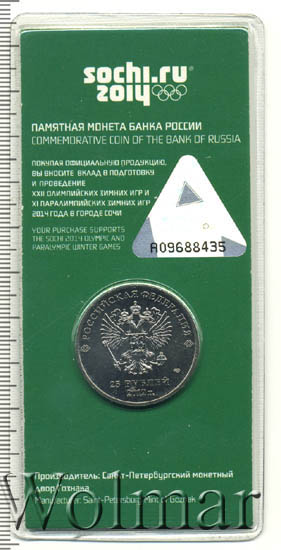 sochi.ru
2014
ПАМЯТНАЯ МОНЕТА БАНКА РОССИИ
COMMEMORATIVE COIN OF THE BANK OF RUSSIA
ПОКУПАЯ ОФИЦИАЛЬНУЮ ПРОДУКЦИЮ,
ВЫ ВНОСИТЕ ВКЛАД В ПОДГОТОВКУ
И ПРОВЕДЕНИЕ
XXII ОЛИМПИЙСКИХ ЗИМНИХ ИГР И
XI ПАРАЛИМПИЙСКИХ ЗИМНИХ ИГР
2014 ГОДА В ГОРОДЕ СОЧИ
YOUR PURCHASE SUPPORTS
THE SOCHI 2014 OLYMPIC AND
PARALYMPIC WINTER GAMES
A09688435
РОССИЙСКАЯ ФЕДЕРАЦИЯ
25 РУБЛЕЙ
Производитель: Санкт-Петербургский монетный
двор Гознака
Manufacturer: Saint-Petersburg Mint of Goznak
Wolmar